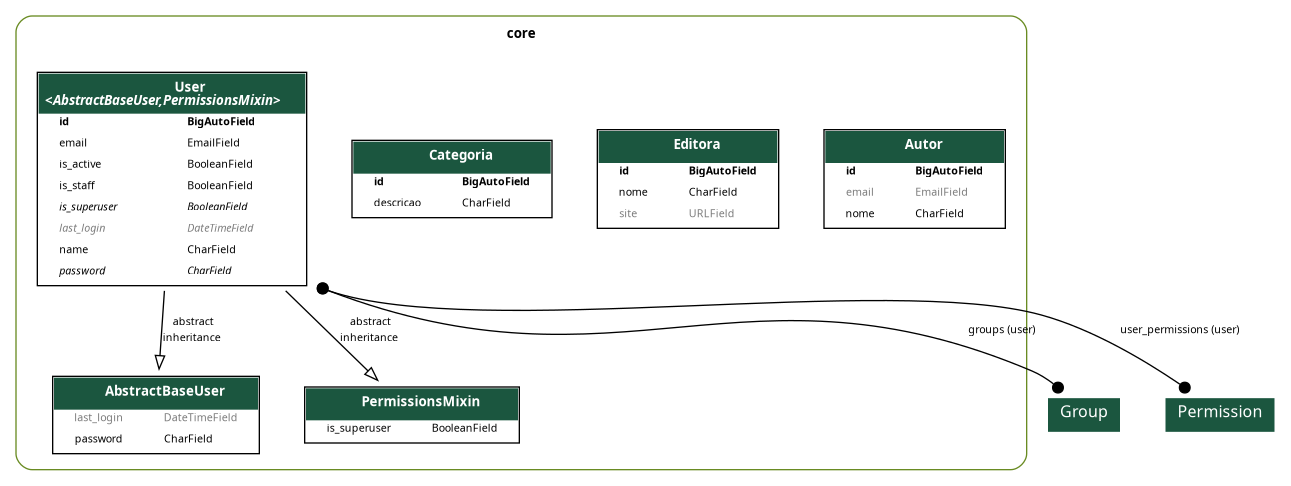 core
User
<AbstractBaseUser,PermissionsMixin>
id BigAutoField
email EmailField
is_active BooleanField
is_staff BooleanField
is_superuser BooleanField
last_login DateTimeField
name CharField
password CharField
Categoria
id BigAutoField
descricao CharField
Editora
id BigAutoField
nome CharField
site URLField
Autor
id BigAutoField
email EmailField
nome CharField
abstract
inheritance
abstract
inheritance
groups (user)
user_permissions (user)
AbstractBaseUser
last_login DateTimeField
password CharField
PermissionsMixin
is_superuser BooleanField
Group
Permission